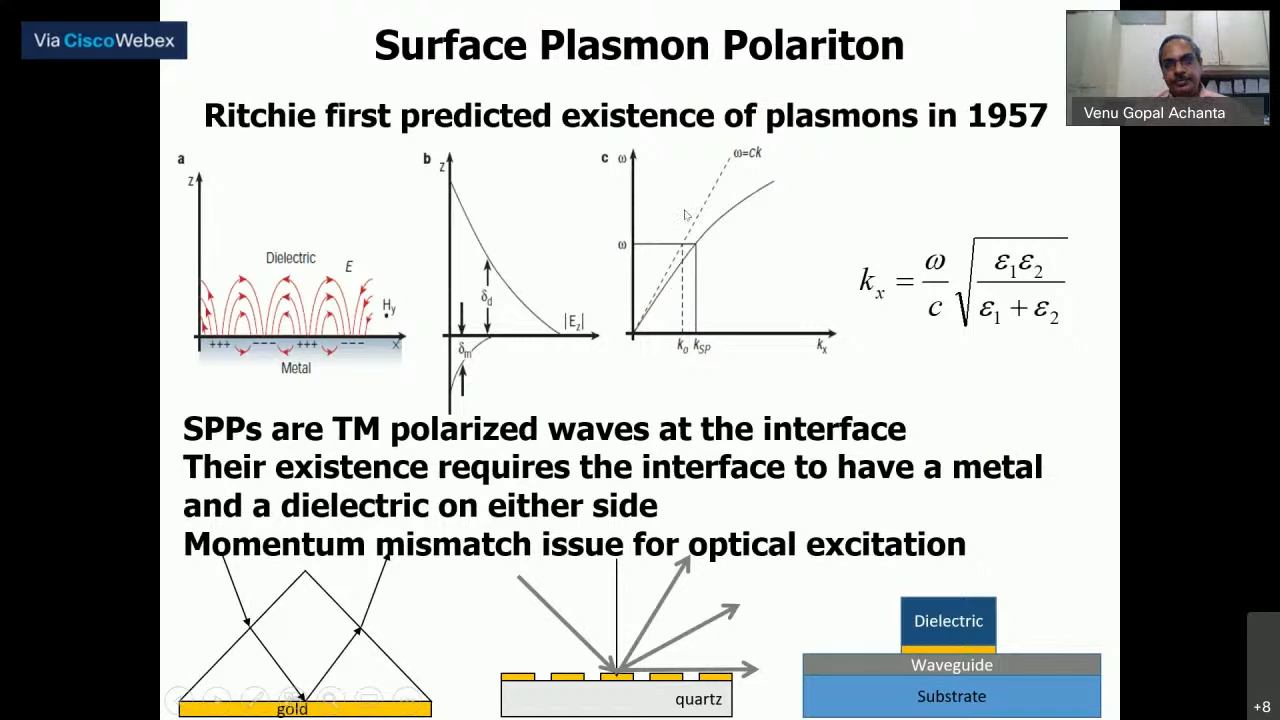 Via Cisco Webex
Surface Plasmon Polariton
Venu Gopal Achanta
Ritchie first predicted existence of plasmons in 1957
a
z
Dielectric
E
Hy
+++ --- +++ ---
x
Metal
b
z
δd
|Ez|
δm
c
ω
ω=ck
ω
ko
kSP
kx
kx = ω/c √(ε1ε2/(ε1 + ε2))
SPPs are TM polarized waves at the interface
Their existence requires the interface to have a metal
and a dielectric on either side
Momentum mismatch issue for optical excitation
gold
quartz
Dielectric
Waveguide
Substrate
+8